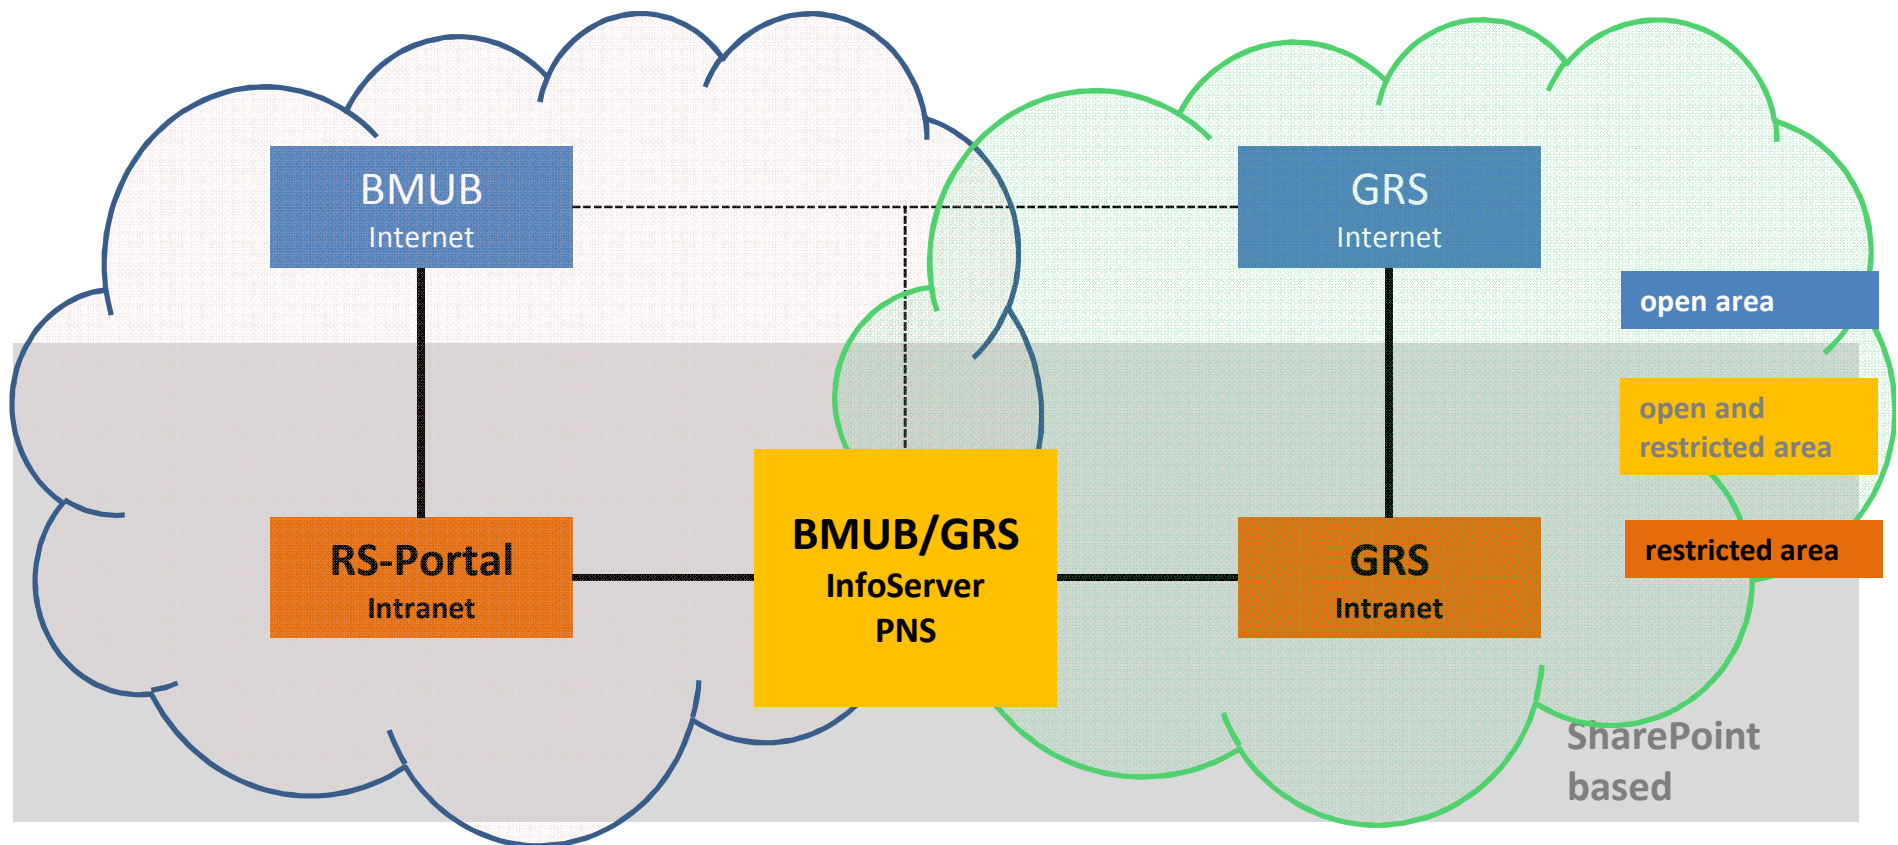 BMUB
Internet
GRS
Internet
open area
open and
restricted area
RS-Portal
Intranet
BMUB/GRS
InfoServer
PNS
GRS
Intranet
restricted area
SharePoint
based